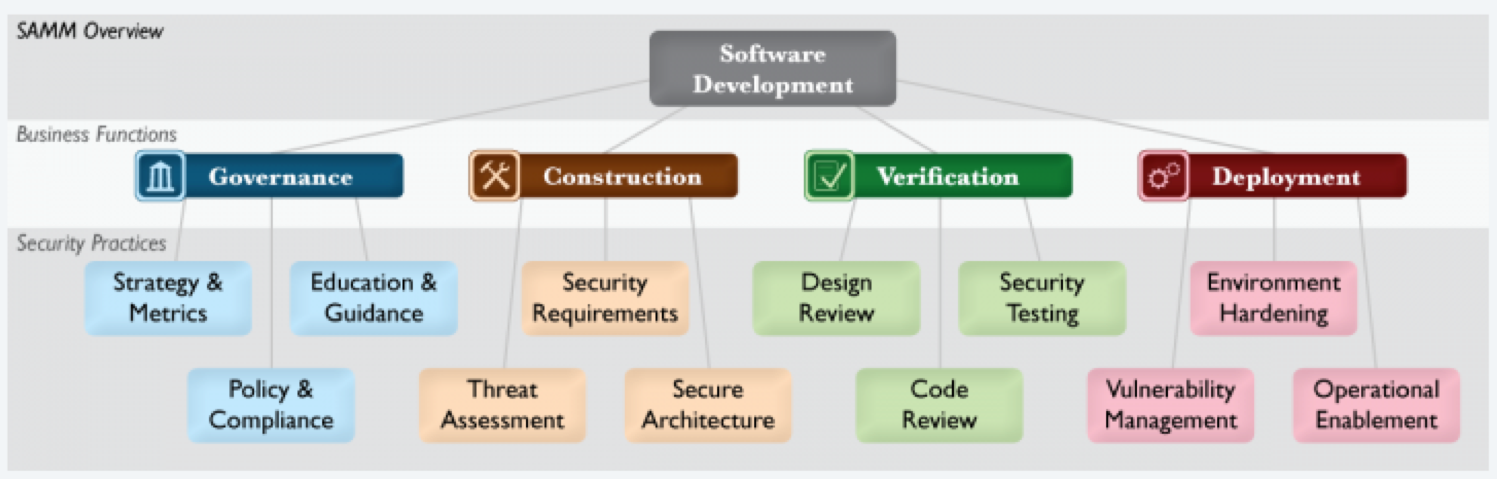 SAMM Overview
Software
Development
Business Functions
Governance
Construction
Verification
Deployment
Security Practices
Strategy &
Metrics
Education &
Guidance
Security
Requirements
Design
Review
Security
Testing
Environment
Hardening
Policy &
Compliance
Threat
Assessment
Secure
Architecture
Code
Review
Vulnerability
Management
Operational
Enablement